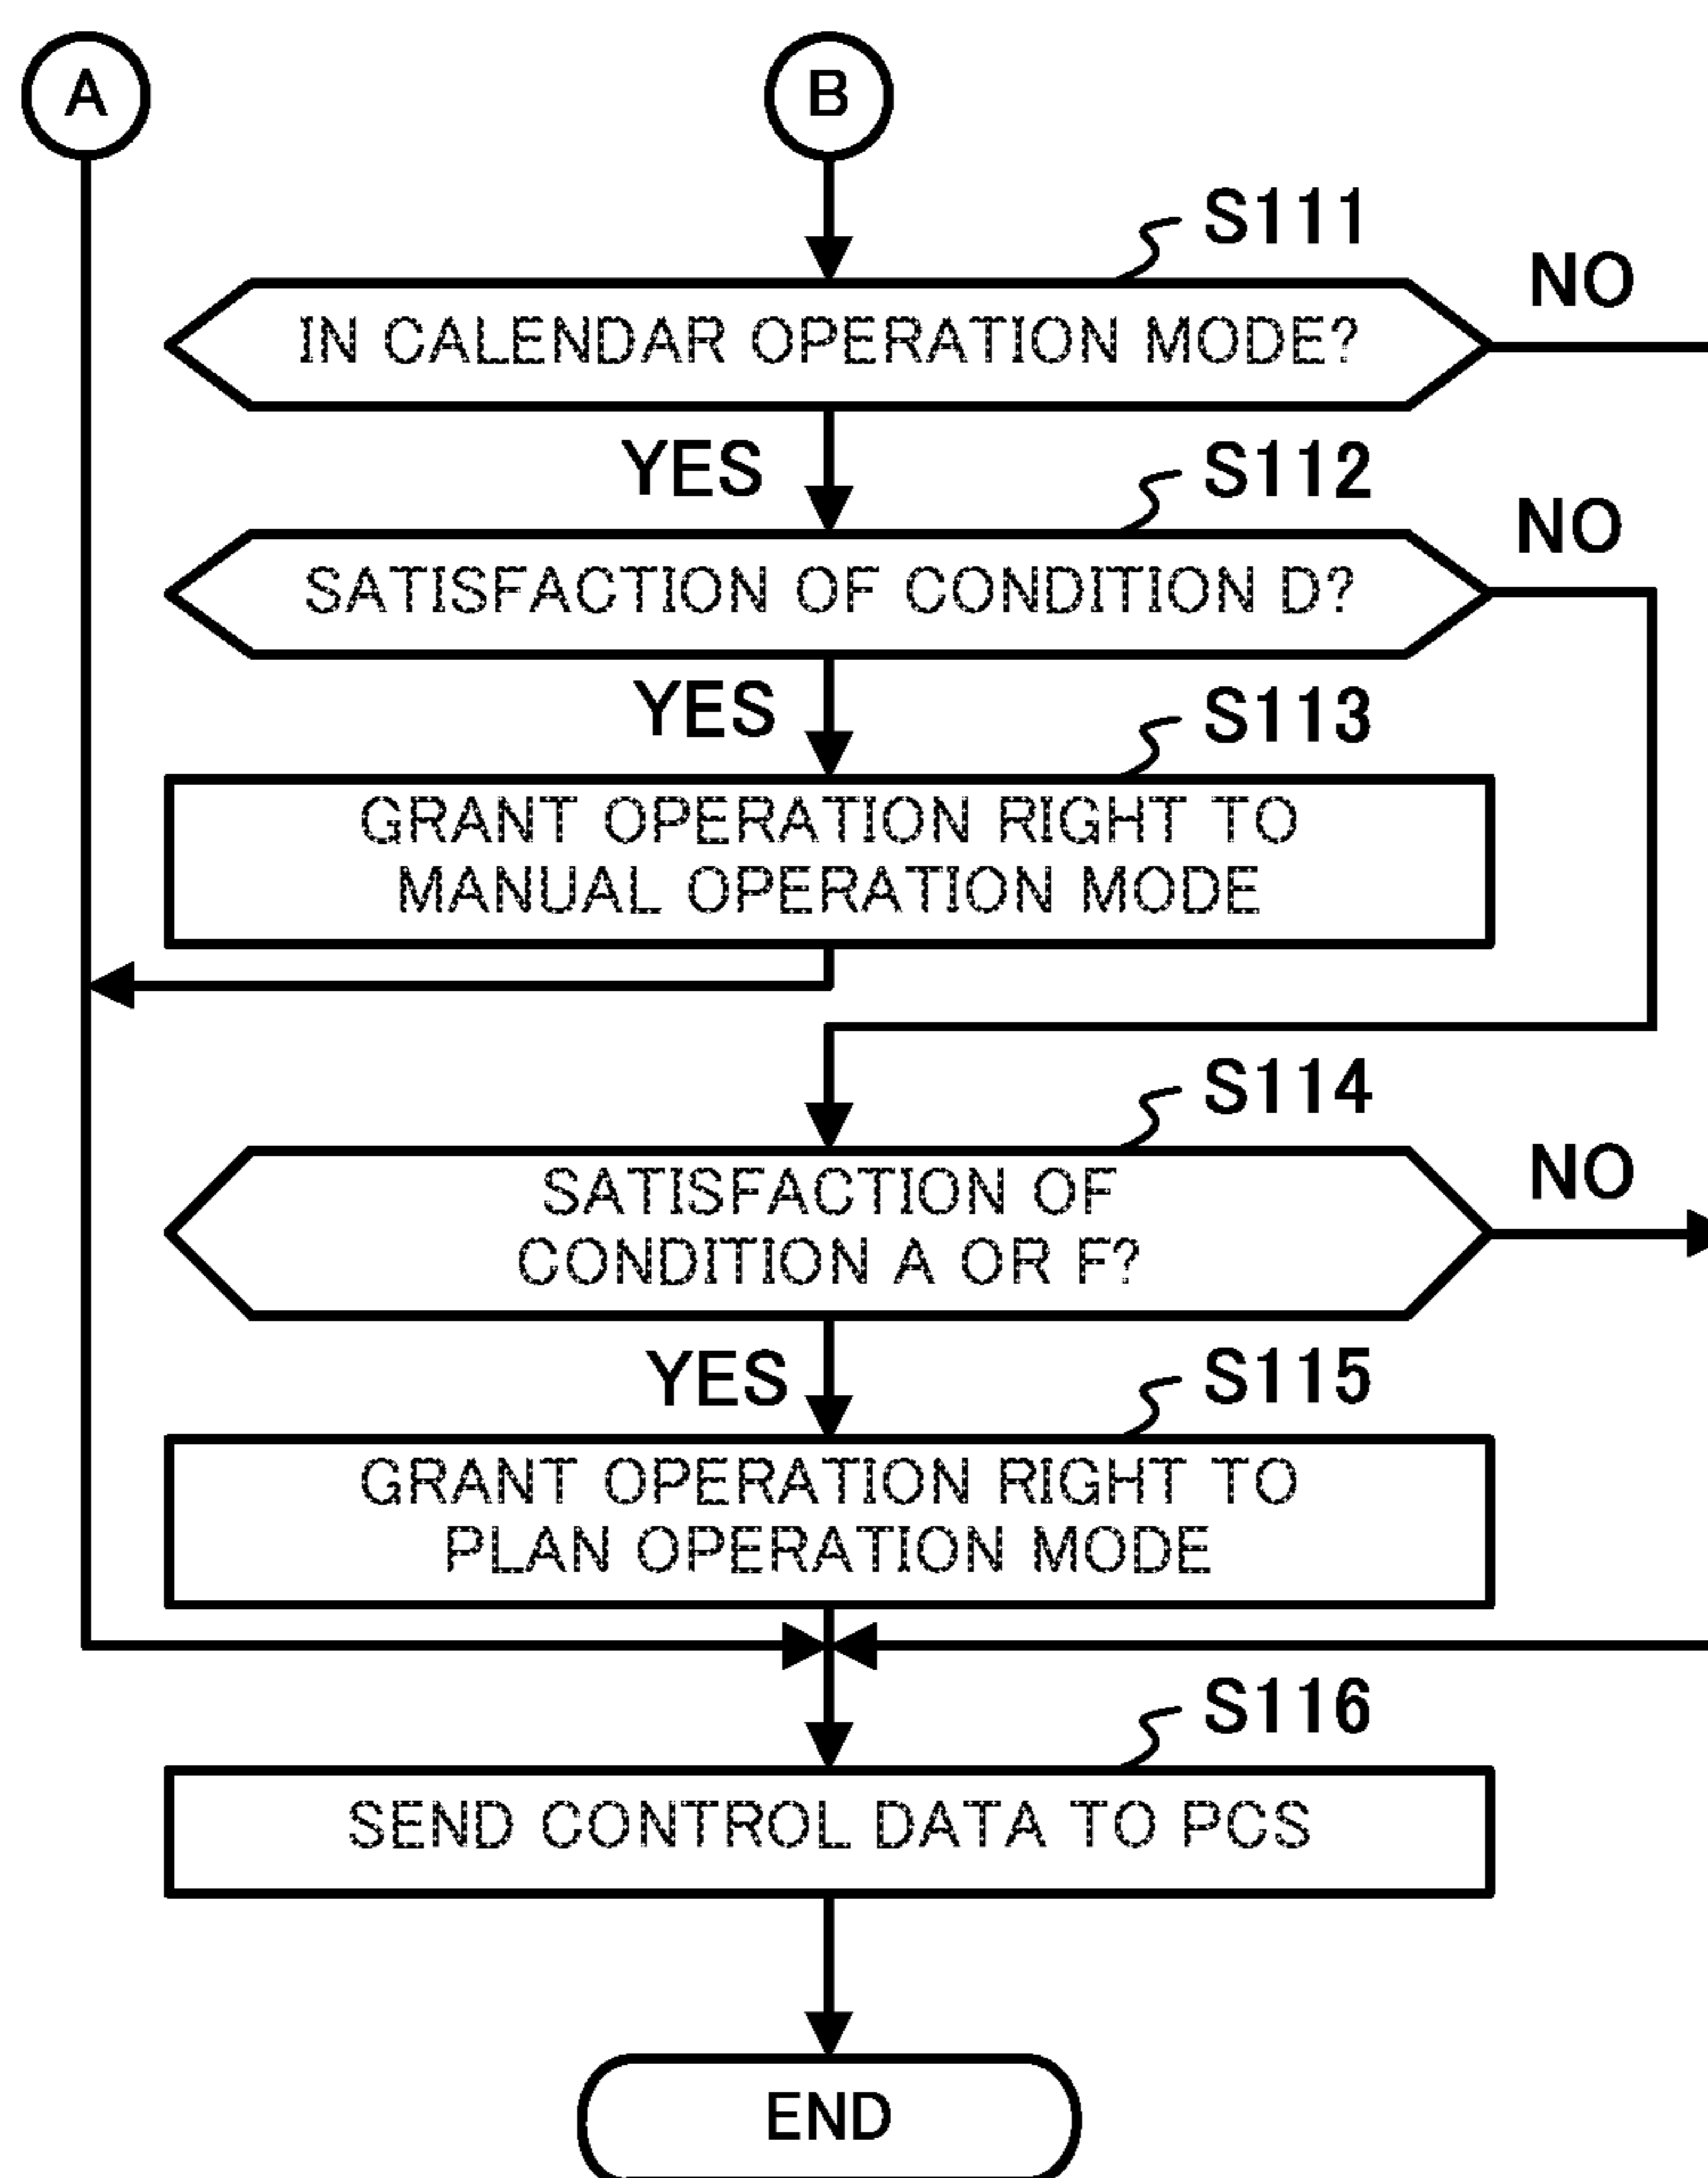 A
B
S111
NO
IN CALENDAR OPERATION MODE?
YES
S112
NO
SATISFACTION OF CONDITION D?
YES
S113
GRANT OPERATION RIGHT TO
MANUAL OPERATION MODE
S114
NO
SATISFACTION OF
CONDITION A OR F?
YES
S115
GRANT OPERATION RIGHT TO
PLAN OPERATION MODE
S116
SEND CONTROL DATA TO PCS
END